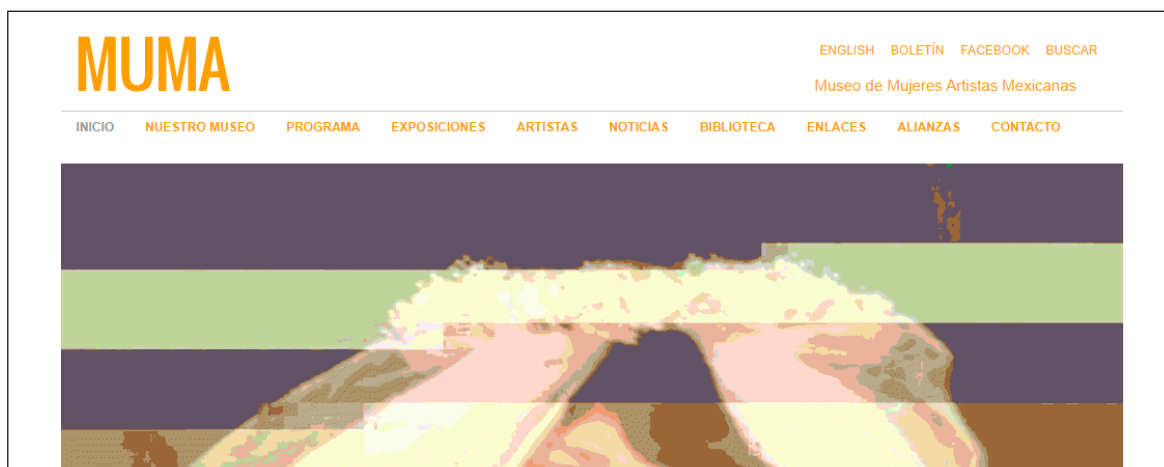 MUMA
ENGLISH BOLETÍN FACEBOOK BUSCAR
Museo de Mujeres Artistas Mexicanas
INICIO NUESTRO MUSEO PROGRAMA EXPOSICIONES ARTISTAS NOTICIAS BIBLIOTECA ENLACES ALIANZAS CONTACTO